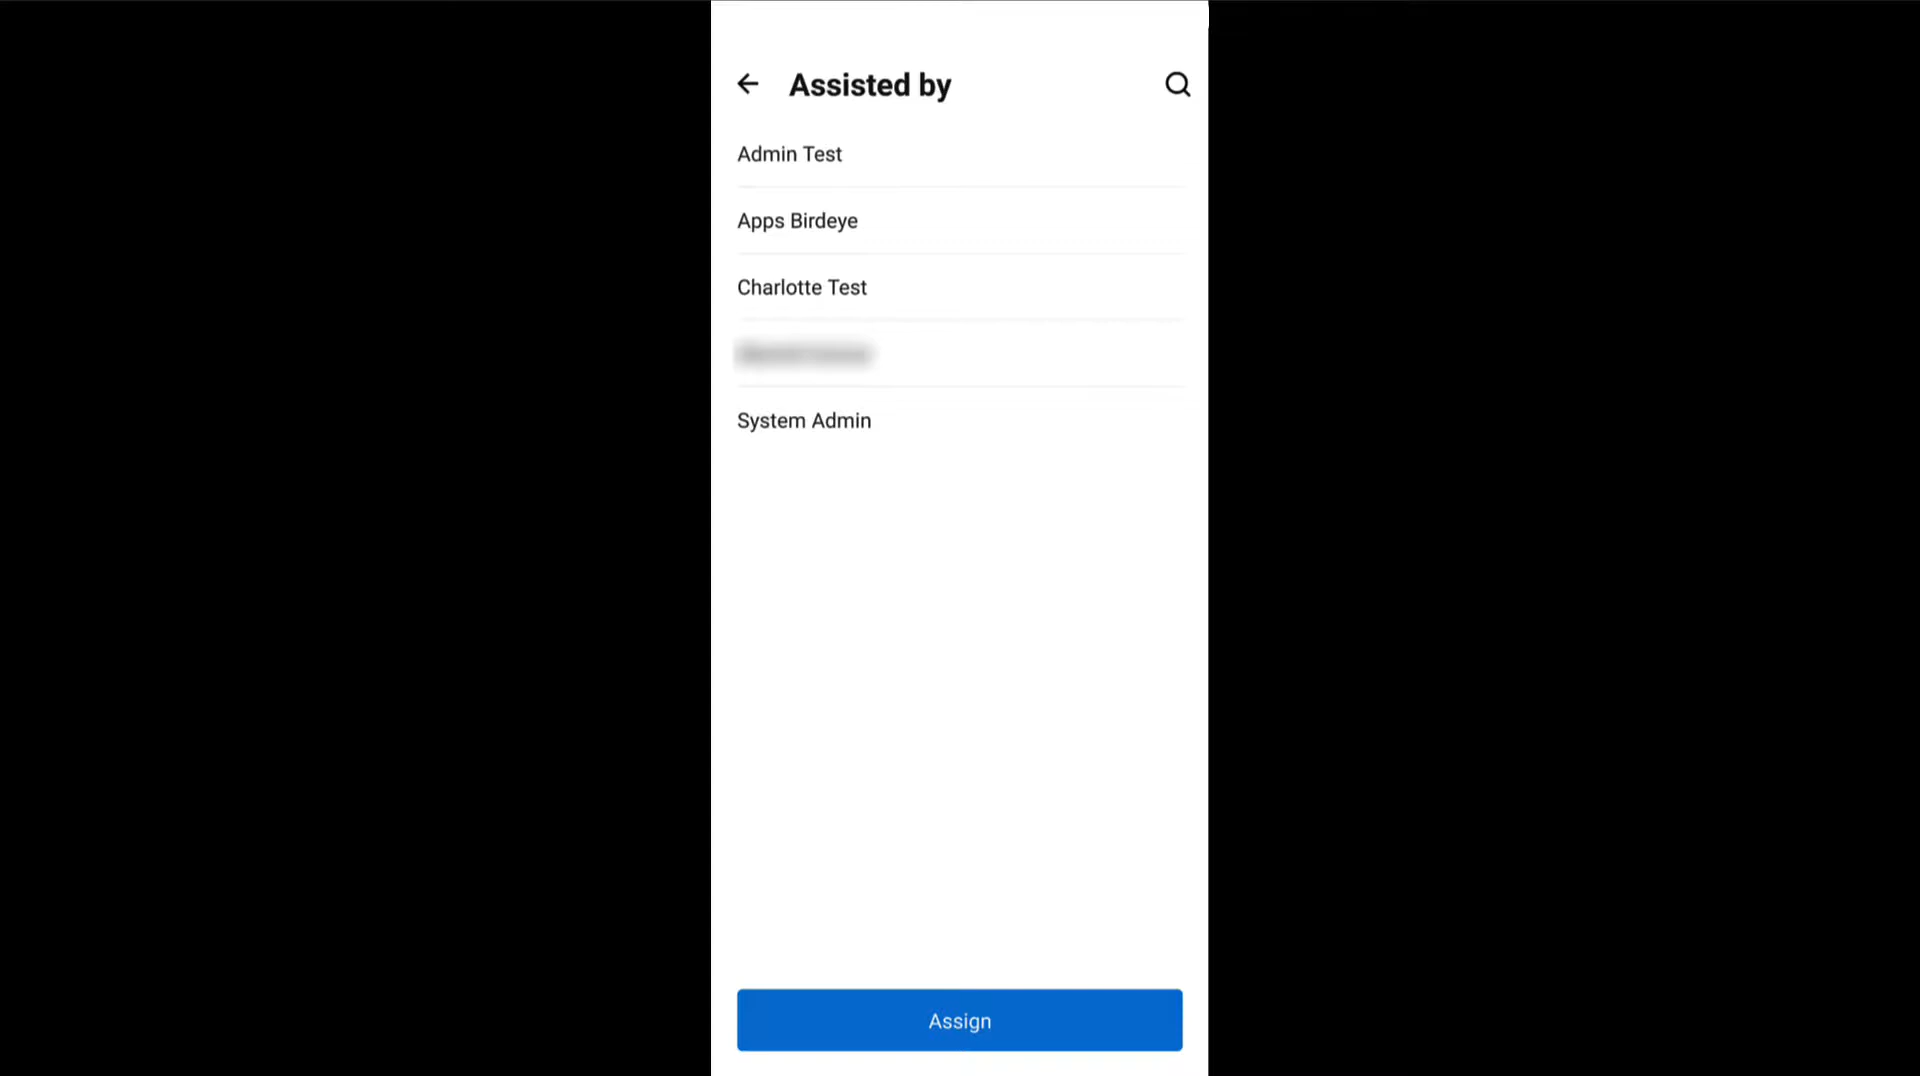 Assisted by
Admin Test
Apps Birdeye
Charlotte Test
System Admin
Assign